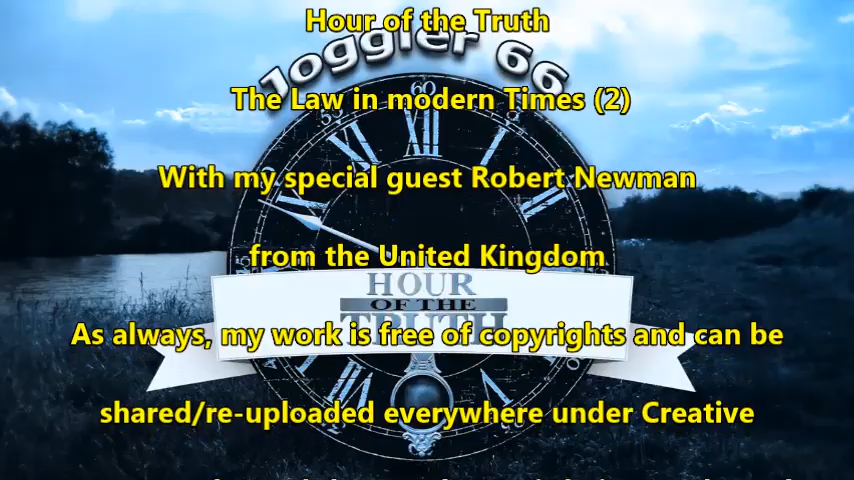 Hour of the Truth
Joggler 66
The Law in modern Times (2)
With my special guest Robert Newman
from the United Kingdom
HOUR
OF THE
TRUTH
As always, my work is free of copyrights and can be
shared/re-uploaded everywhere under Creative